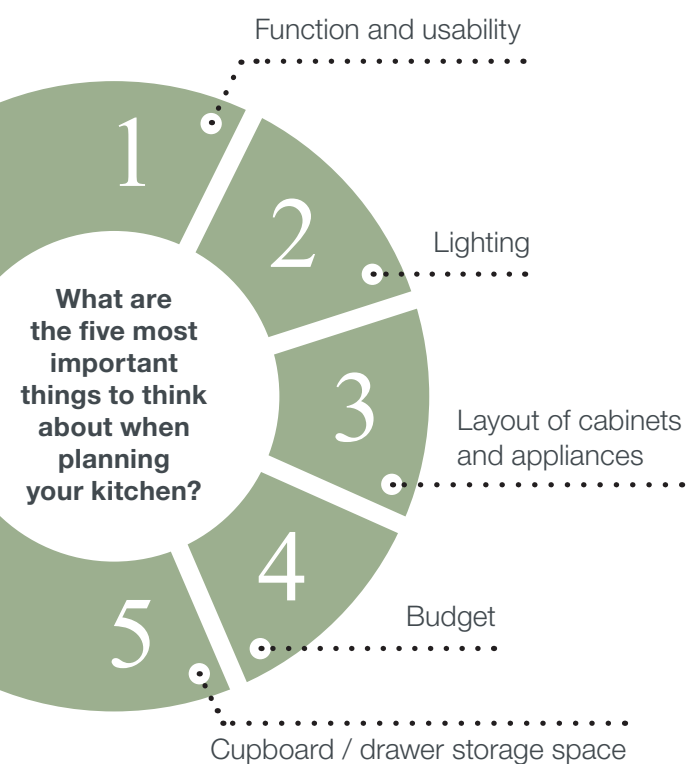 Function and usability
1
2
Lighting
What are
the five most
important
things to think
about when
planning
your kitchen?
3
Layout of cabinets
and appliances
4
Budget
5
Cupboard / drawer storage space